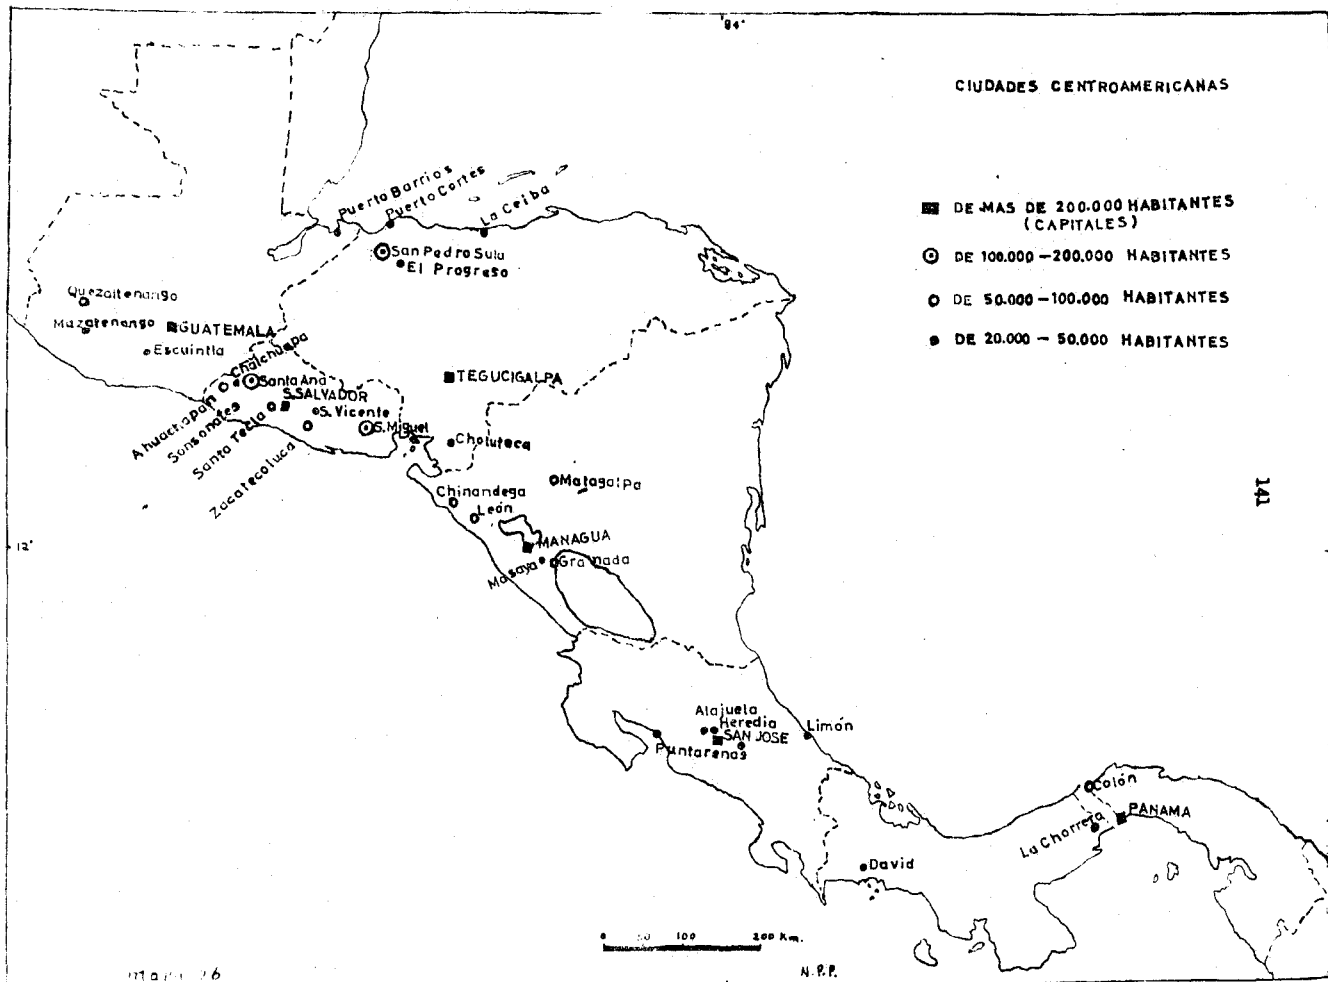 84°
CIUDADES CENTROAMERICANAS
DE MAS DE 200.000 HABITANTES
(CAPITALES)
DE 100.000 – 200.000 HABITANTES
DE 50.000 – 100.000 HABITANTES
DE 20.000 – 50.000 HABITANTES
Puerto Barrios
Puerto Cortés
La Ceiba
San Pedro Sula
El Progreso
Quezaltenango
Mazatenango
GUATEMALA
Escuintla
Chalchuapa
Santa Ana
S. SALVADOR
S. Vicente
S. Miguel
Ahuachapan
Sonsonates
Santa Tecla
Zacatecoluca
TEGUCIGALPA
Choluteca
Matagalpa
Chinandega
León
MANAGUA
Masaya
Granada
12°
141
Alajuela
Heredia
SAN JOSE
Puntarenas
Limón
Colón
PANAMA
La Chorrera
David
0 50 100 200 Km.
N.P.P.